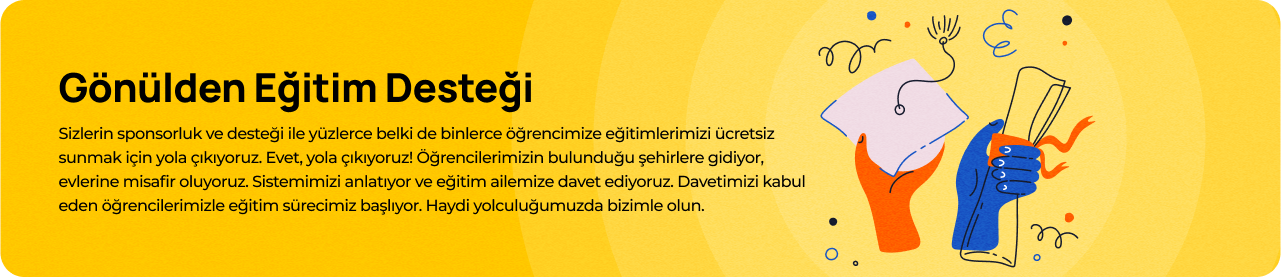 Gönülden Eğitim Desteği
Sizlerin sponsorluk ve desteği ile yüzlerce belki de binlerce öğrencimize eğitimlerimizi ücretsiz
sunmak için yola çıkıyoruz. Evet, yola çıkıyoruz! Öğrencilerimizin bulunduğu şehirlere gidiyor,
evlerine misafir oluyoruz. Sistemimizi anlatıyor ve eğitim ailemize davet ediyoruz. Davetimizi kabul
eden öğrencilerimizle eğitim sürecimiz başlıyor. Haydi yolculuğumuzda bizimle olun.